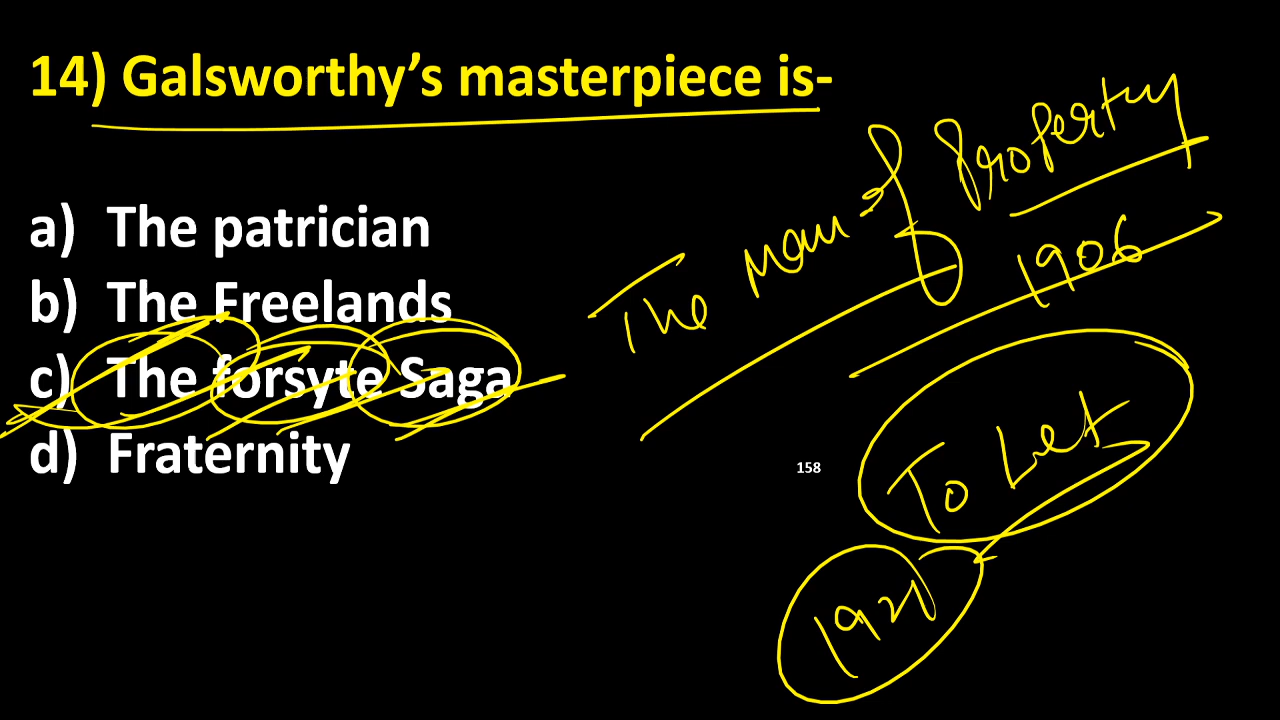 14) Galsworthy’s masterpiece is-
a) The patrician
b) The Freelands
c) The forsyte Saga
d) Fraternity
The Man of Property
1906
To Let
1921
158